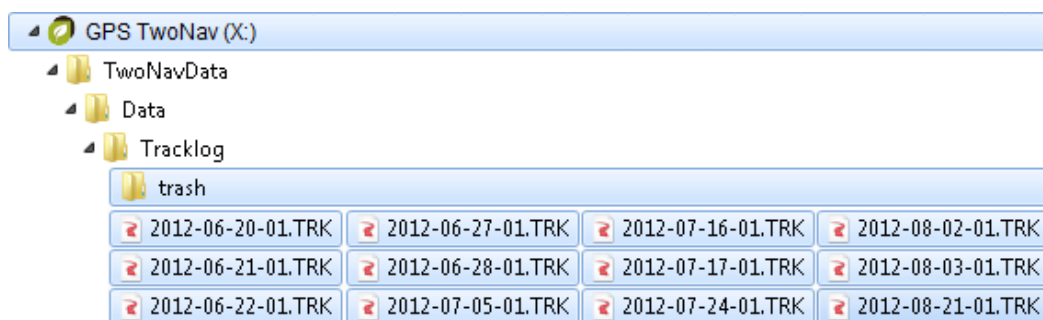 GPS TwoNav (X:)
TwoNavData
Data
Tracklog
trash
2012-06-20-01.TRK 2012-06-27-01.TRK 2012-07-16-01.TRK 2012-08-02-01.TRK
2012-06-21-01.TRK 2012-06-28-01.TRK 2012-07-17-01.TRK 2012-08-03-01.TRK
2012-06-22-01.TRK 2012-07-05-01.TRK 2012-07-24-01.TRK 2012-08-21-01.TRK